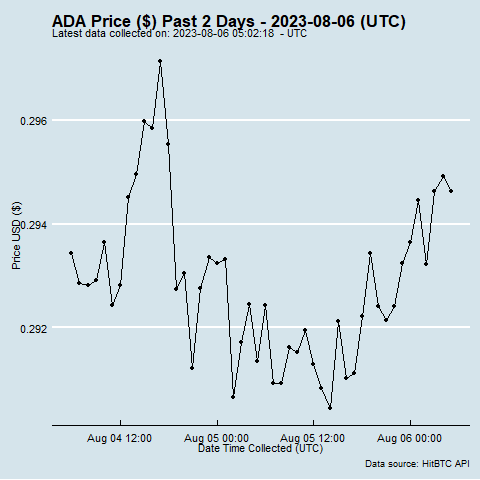 ADA Price ($) Past 2 Days - 2023-08-06 (UTC)
Latest data collected on: 2023-08-06 05:02:18 - UTC
0.296
0.294
0.292
Price USD ($)
Aug 04 12:00
Aug 05 00:00
Aug 05 12:00
Aug 06 00:00
Date Time Collected (UTC)
Data source: HitBTC API